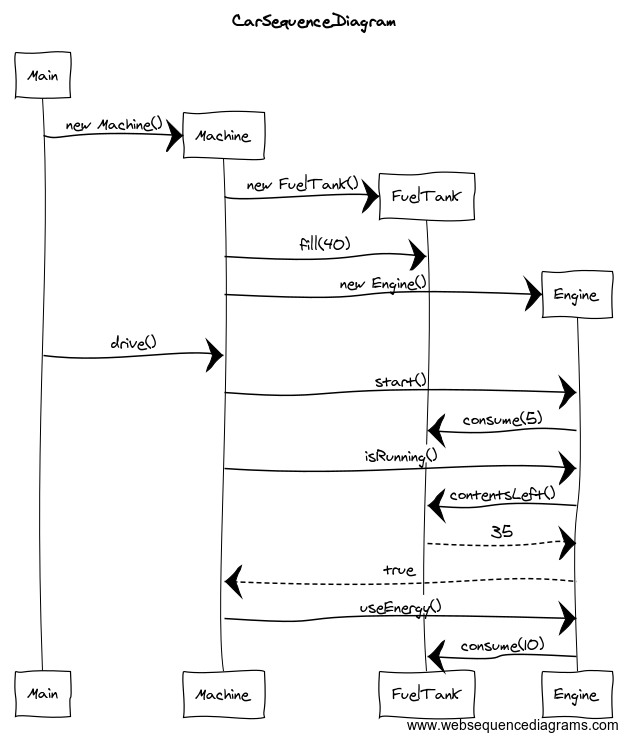 CarSequenceDiagram
Main
new Machine()
Machine
new FuelTank()
FuelTank
fill(40)
new Engine()
Engine
drive()
start()
consume(5)
isRunning()
contentsLeft()
35
true
useEnergy()
consume(10)
Main
Machine
FuelTank
Engine
www.websequencediagrams.com